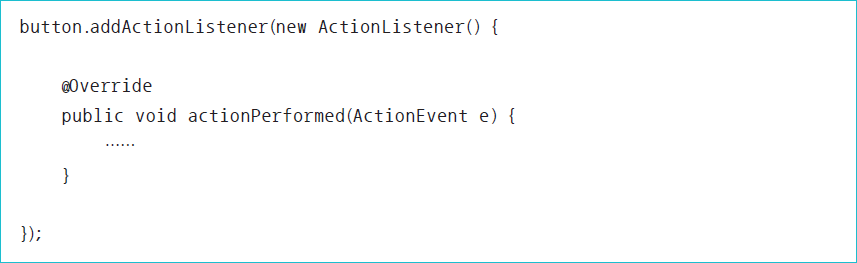 button.addActionListener(new ActionListener() {
@Override
public void actionPerformed(ActionEvent e) {
......
}
});